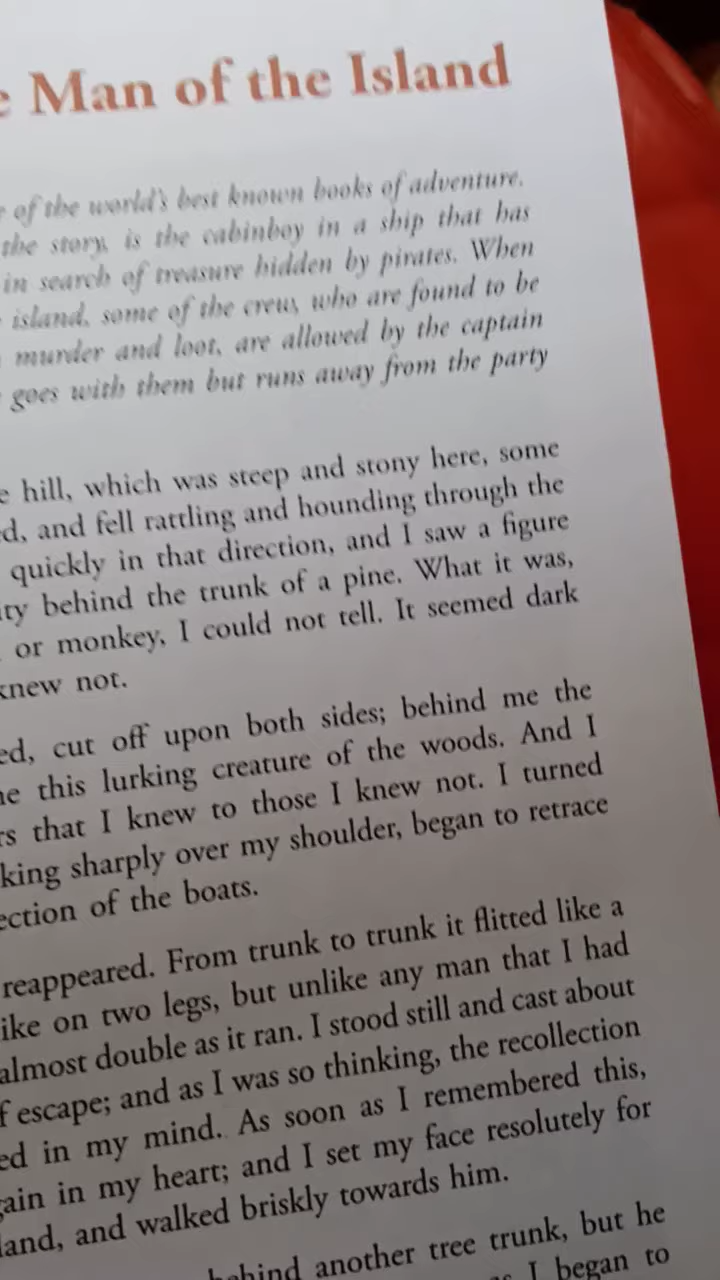 Man of the Island
of the world's best known books of adventure.
the story, is the cabinboy in a ship that has
in search of treasure hidden by pirates. When
island, some of the crew, who are found to be
murder and loot, are allowed by the captain
goes with them but runs away from the party
hill, which was steep and stony here, some
and fell rattling and hounding through the
quickly in that direction, and I saw a figure
behind the trunk of a pine. What it was,
or monkey, I could not tell. It seemed dark
knew not.
cut off upon both sides; behind me the
this lurking creature of the woods. And I
that I knew to those I knew not. I turned
sharply over my shoulder, began to retrace
of the boats.
reappeared. From trunk to trunk it flitted like a
on two legs, but unlike any man that I had
almost double as it ran. I stood still and cast about
escape; and as I was so thinking, the recollection
in my mind. As soon as I remembered this,
in my heart; and I set my face resolutely for
and walked briskly towards him.
behind another tree trunk, but he
I began to